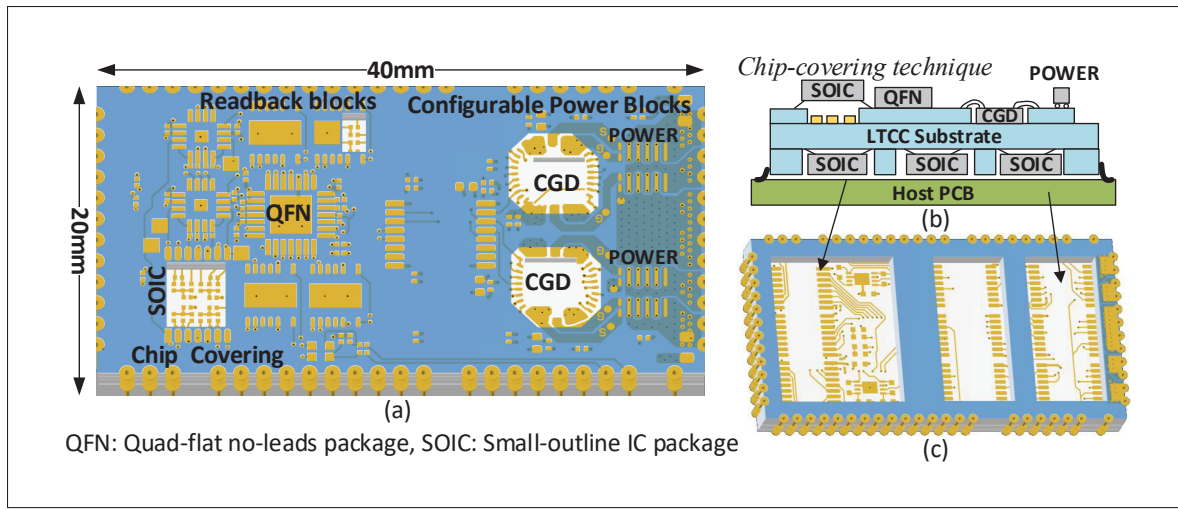 40mm
20mm
Readback blocks
Configurable Power Blocks
POWER
CGD
QFN
CGD
POWER
SOIC
Chip Covering
(a)
Chip-covering technique
POWER
SOIC
QFN
CGD
LTCC Substrate
SOIC
SOIC
SOIC
Host PCB
(b)
(c)
QFN: Quad-flat no-leads package, SOIC: Small-outline IC package